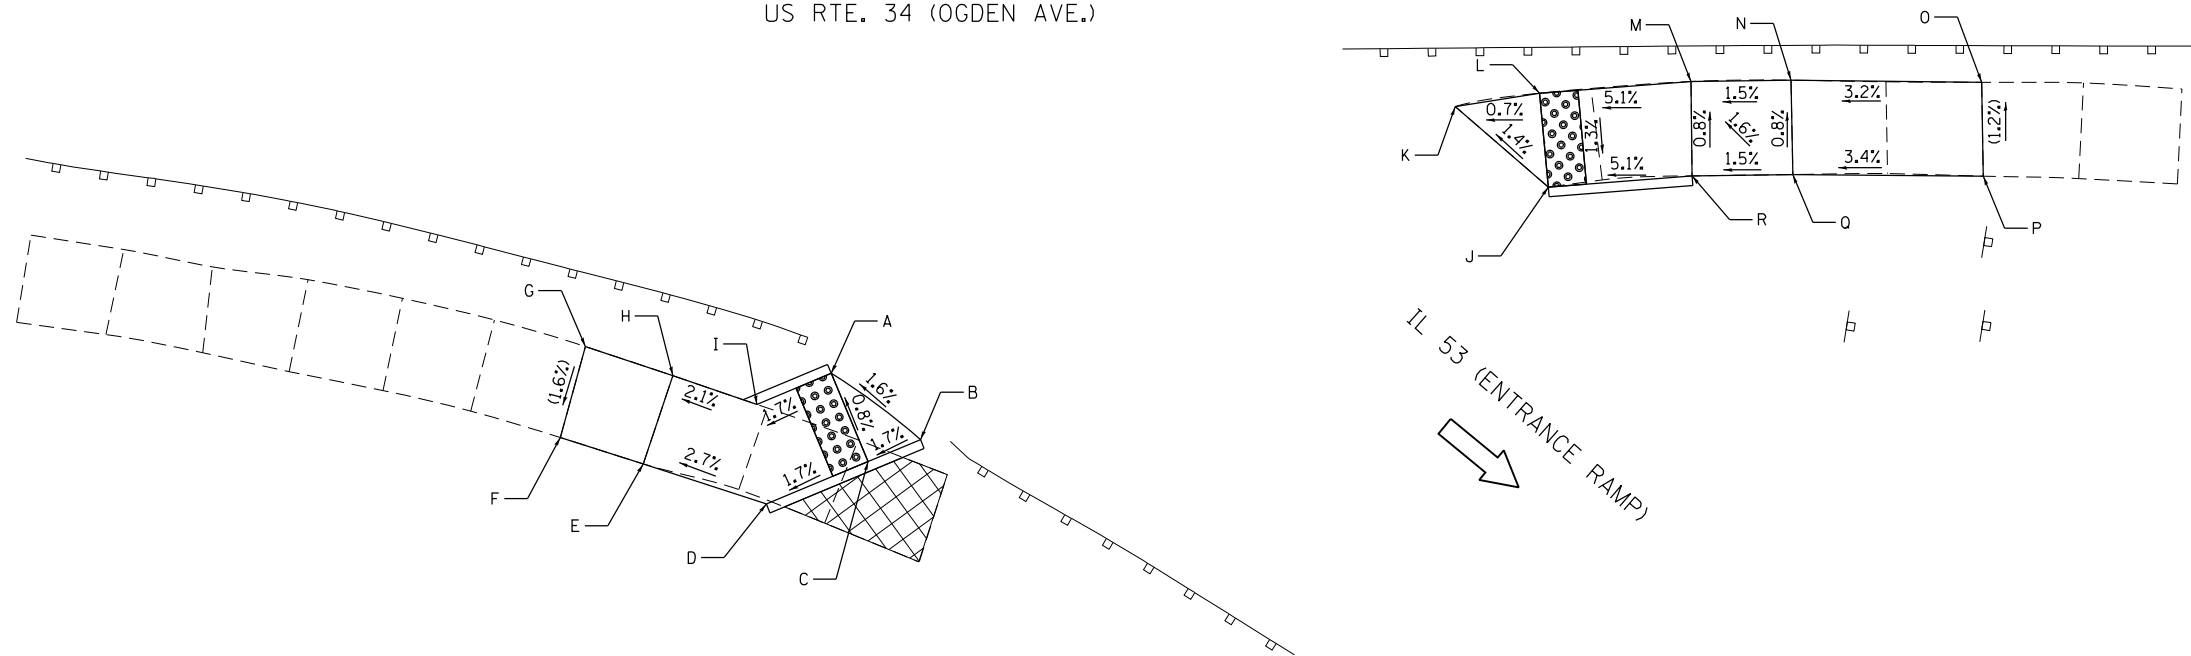 US RTE. 34 (OGDEN AVE.)
M
N
O
L
5.1%
1.5%
3.2%
0.7%
1.4%
1.3%
0.8%
1.6%
0.8%
(1.2%)
K
5.1%
1.5%
3.4%
R
Q
P
J
G
H
I
A
IL 53 (ENTRANCE RAMP)
(1.6%)
2.1%
1.7%
1.6%
0.8%
B
1.7%
2.7%
1.7%
F
E
D
C